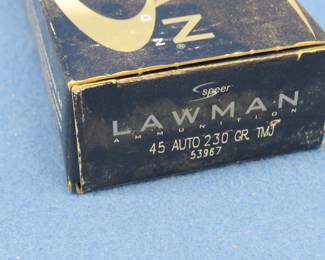 speer
LAWMAN
AMMUNITION
45 AUTO 230 GR. TMJ
53967